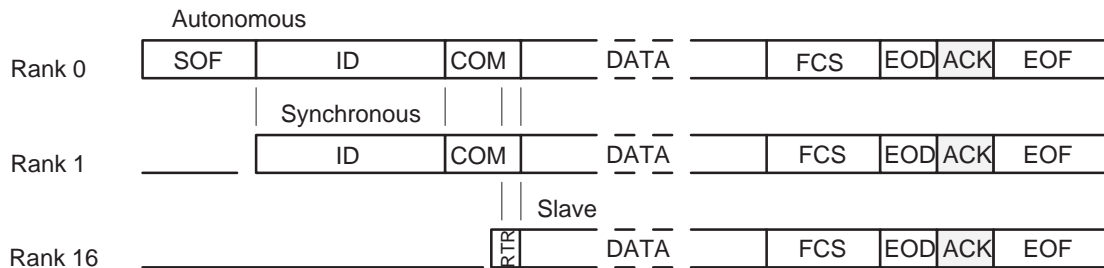 Autonomous
Rank 0 SOF ID COM DATA FCS EOD ACK EOF
Synchronous
Rank 1 ID COM DATA FCS EOD ACK EOF
Slave
Rank 16 RTR DATA FCS EOD ACK EOF